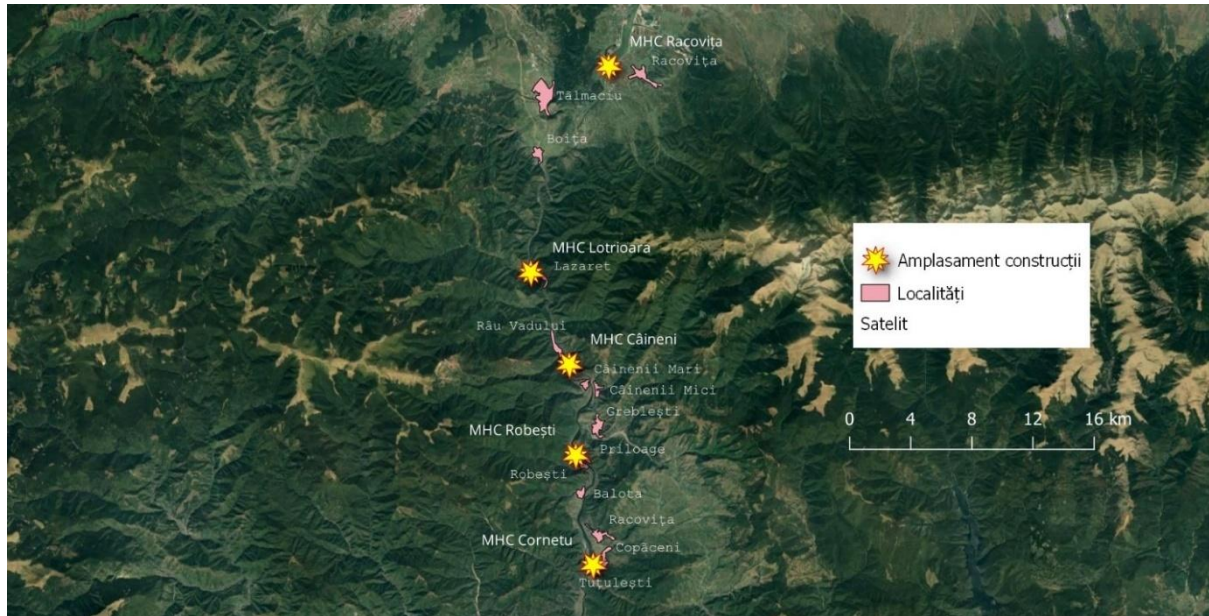 MHC Racovița
Racovița
Tălmaciu
Boița
MHC Lotrioara
Lazaret
Râu Vadului
MHC Câineni
Câinenii Mari
Câinenii Mici
Greblești
MHC Robești
Priloage
Robești
Balota
Racovița
MHC Cornetu
Copăceni
Tuțulești
Amplasament construcții
Localități
Satelit
0 4 8 12 16 km